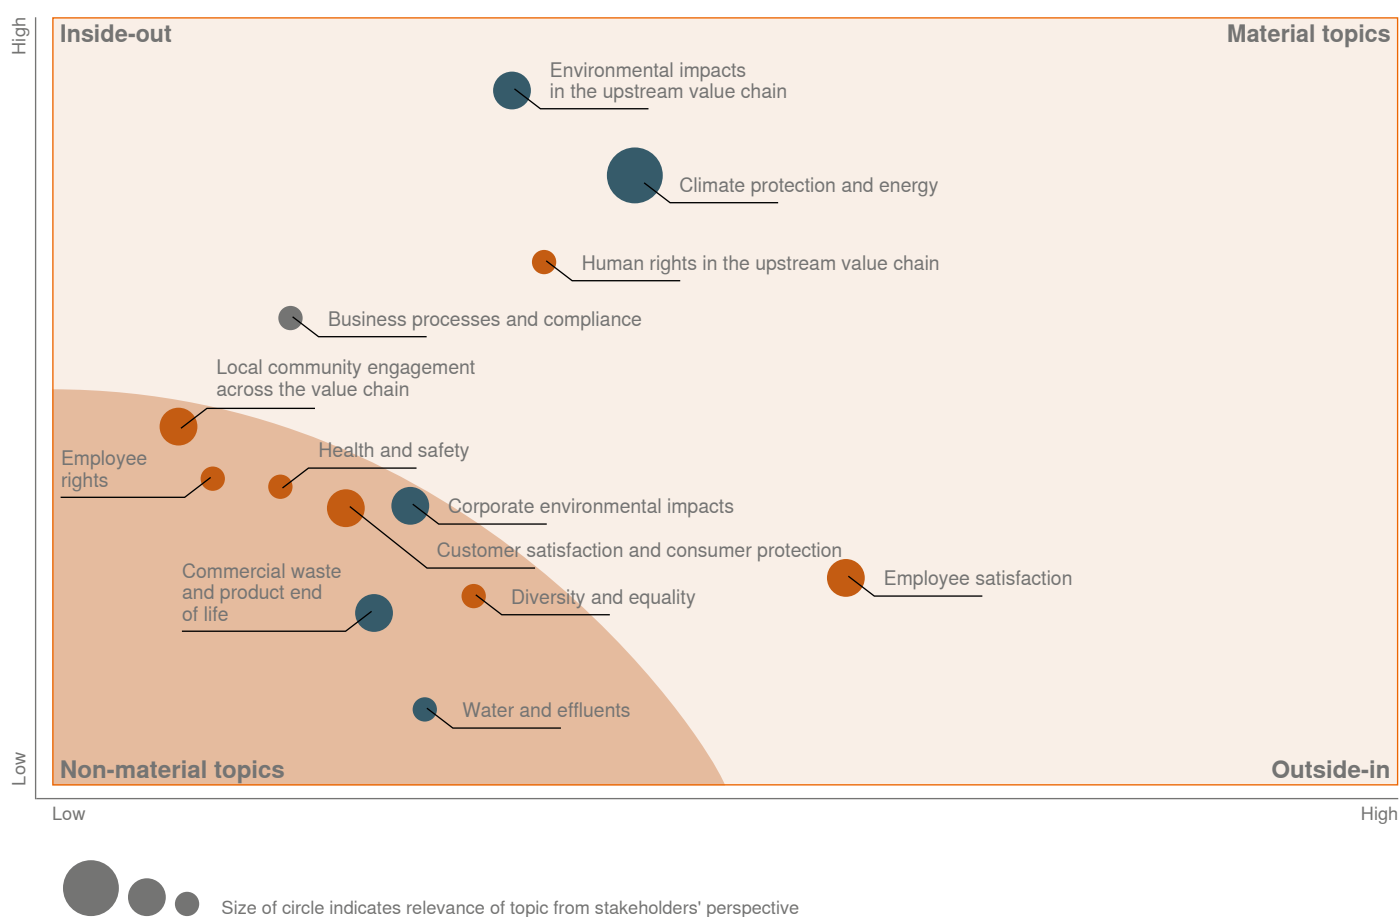 High
Inside-out
Material topics
Environmental impacts
in the upstream value chain
Climate protection and energy
Human rights in the upstream value chain
Business processes and compliance
Local community engagement
across the value chain
Health and safety
Employee
rights
Corporate environmental impacts
Customer satisfaction and consumer protection
Commercial waste
and product end
of life
Employee satisfaction
Diversity and equality
Water and effluents
Low
Non-material topics
Outside-in
Low
High
Size of circle indicates relevance of topic from stakeholders' perspective